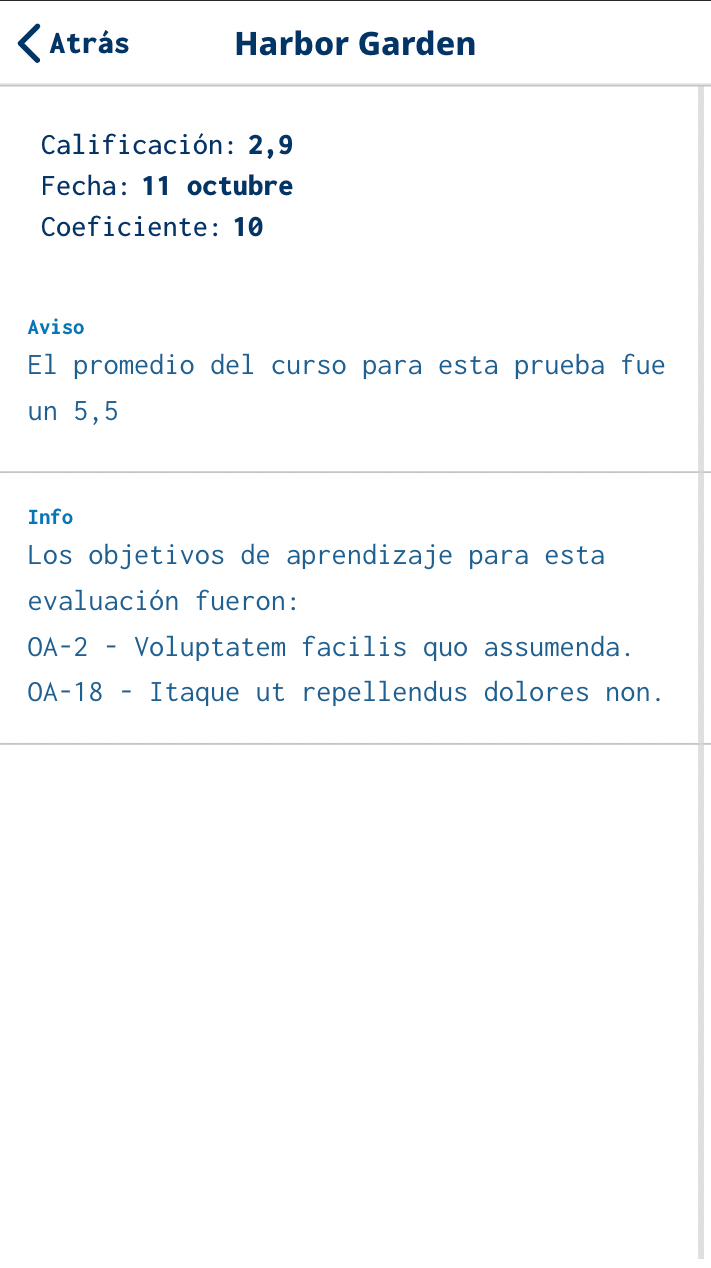 Atrás
Harbor Garden
Calificación: 2,9
Fecha: 11 octubre
Coeficiente: 10
Aviso
El promedio del curso para esta prueba fue
un 5,5
Info
Los objetivos de aprendizaje para esta
evaluación fueron:
OA-2 - Voluptatem facilis quo assumenda.
OA-18 - Itaque ut repellendus dolores non.